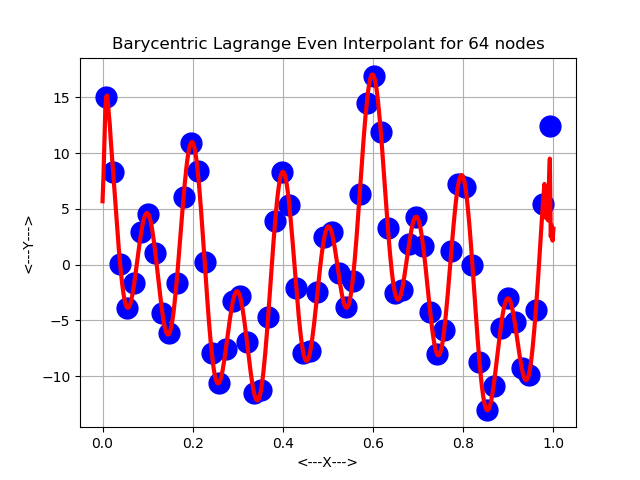 Barycentric Lagrange Even Interpolant for 64 nodes
15
10
5
0
−5
−10
<---Y--->
0.0 0.2 0.4 0.6 0.8 1.0
<---X--->